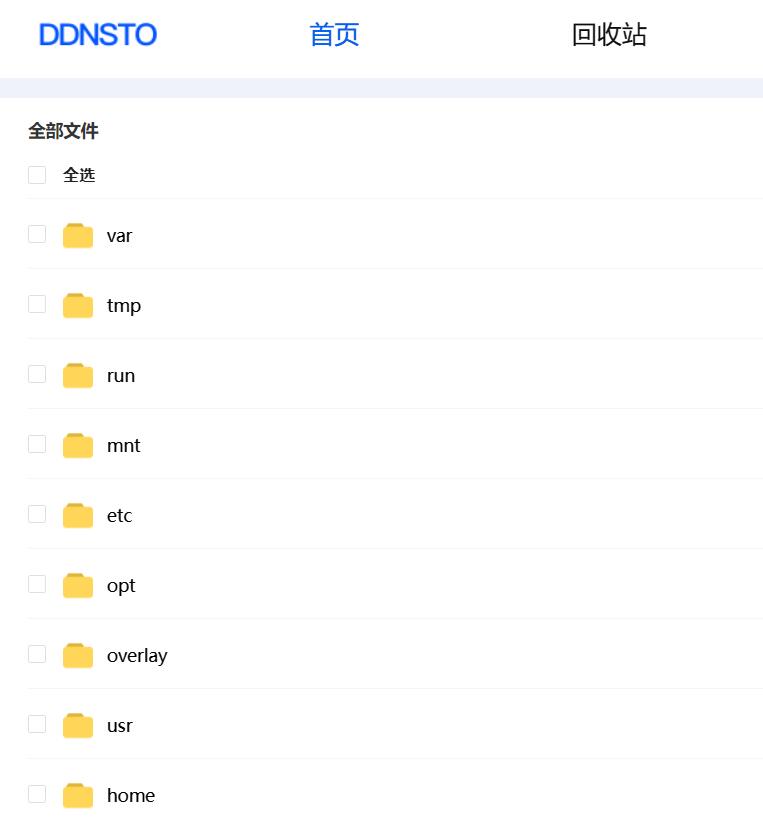 DDNSTO 首页 回收站
全部文件
全选
var
tmp
run
mnt
etc
opt
overlay
usr
home